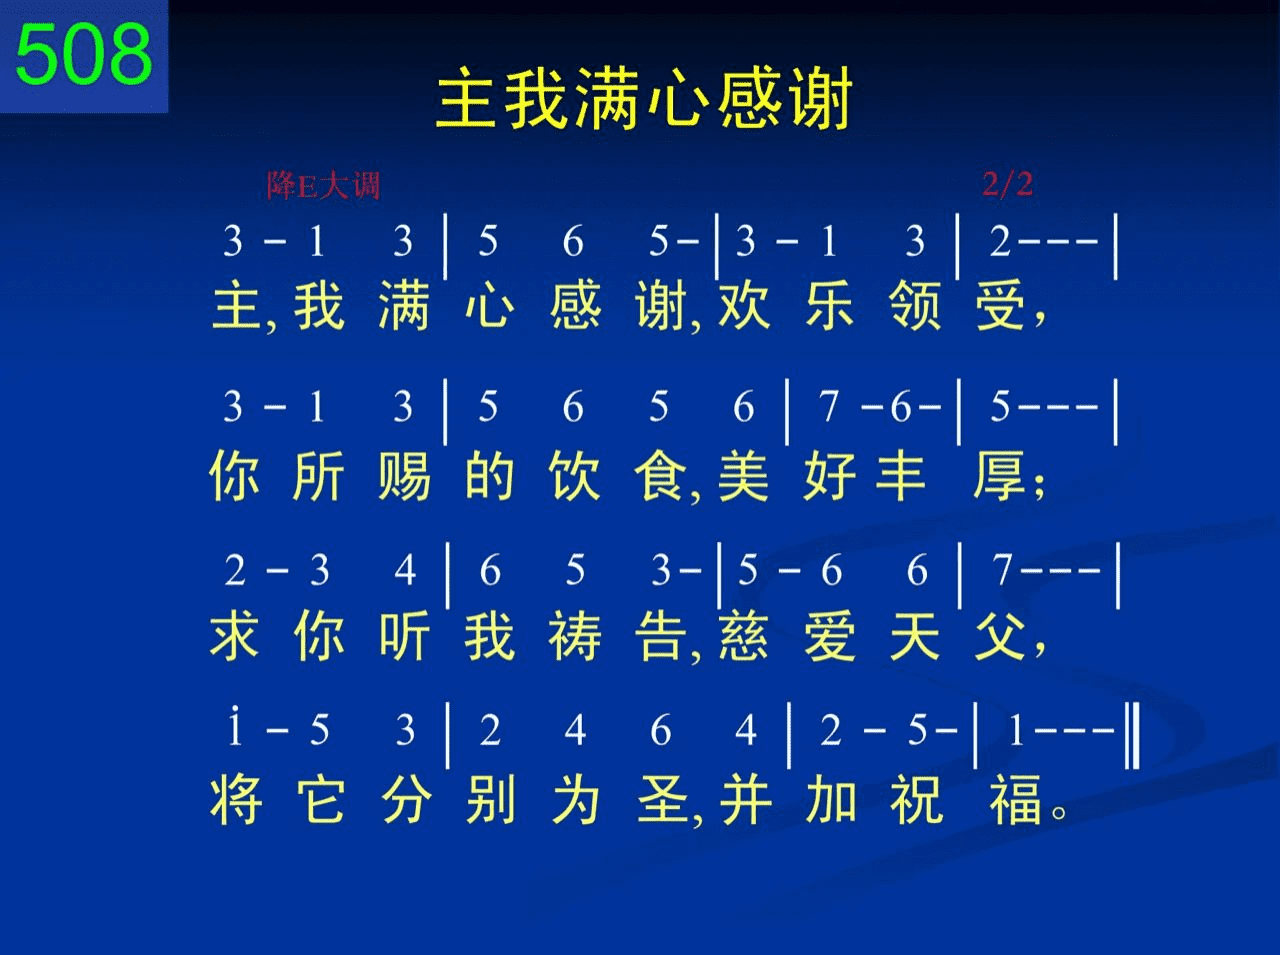 508
主我满心感谢
降E大调 2/2
3 - 1 3 | 5 6 5- | 3 - 1 3 | 2--- |
主, 我 满 心 感 谢, 欢 乐 领 受，
3 - 1 3 | 5 6 5 6 | 7 -6- | 5--- |
你 所 赐 的 饮 食, 美 好 丰 厚；
2 - 3 4 | 6 5 3- | 5 - 6 6 | 7--- |
求 你 听 我 祷 告, 慈 爱 天 父，
i - 5 3 | 2 4 6 4 | 2 - 5- | 1--- ‖
将 它 分 别 为 圣, 并 加 祝 福。